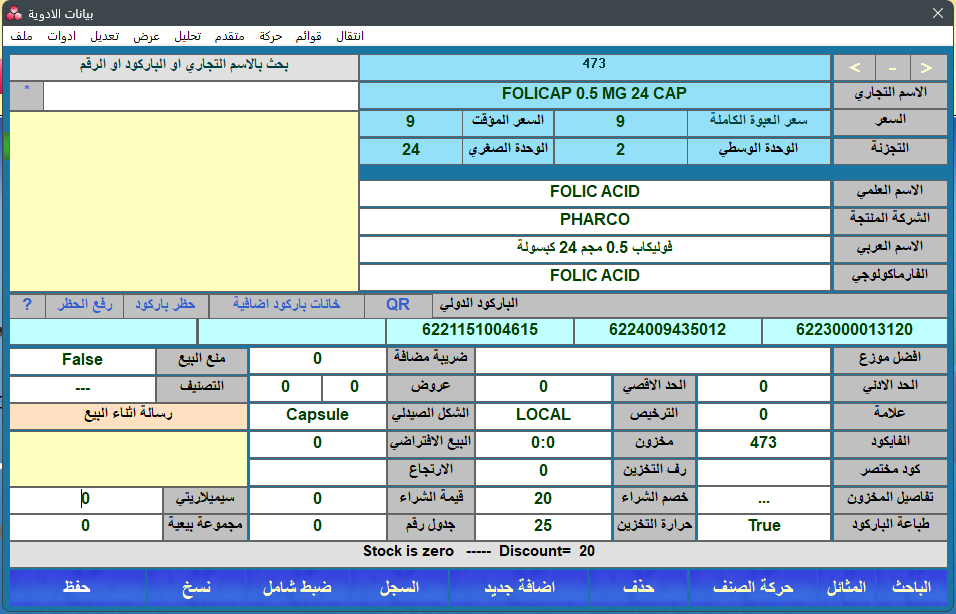 بيانات الادوية
ملف ادوات تعديل عرض تحليل متقدم حركة قوائم انتقال
< - > 473 بحث بالاسم التجاري او الباركود او الرقم
الاسم التجاري FOLICAP 0.5 MG 24 CAP *
السعر سعر العبوة الكاملة 9 السعر المؤقت 9
التجزئة الوحدة الوسطي 2 الوحدة الصغري 24
الاسم العلمي FOLIC ACID
الشركة المنتجة PHARCO
الاسم العربي فوليكاب 0.5 مجم 24 كبسولة
الفارماكولوجي FOLIC ACID
الباركود الدولي QR خانات باركود اضافية حظر باركود رفع الحظر ?
6223000013120 6224009435012 6221151004615
افضل موزع ضريبة مضافة 0 منع البيع False
الحد الادني 0 الحد الاقصي 0 عروض 0 0 التصنيف ---
علامة 0 الترخيص LOCAL الشكل الصيدلي Capsule رسالة اثناء البيع
الفايكود 473 مخزون 0:0 البيع الافتراضي 0
كود مختصر رف التخزين 0 الارتجاع
تفاصيل المخزون ... خصم الشراء 20 قيمة الشراء 0 سيميلاريتي 0
طباعة الباركود True حرارة التخزين 25 جدول رقم 0 مجموعة بيعية 0
Stock is zero ----- Discount= 20
الباحث المثائل حركة الصنف حذف اضافة جديد السجل ضبط شامل نسخ حفظ